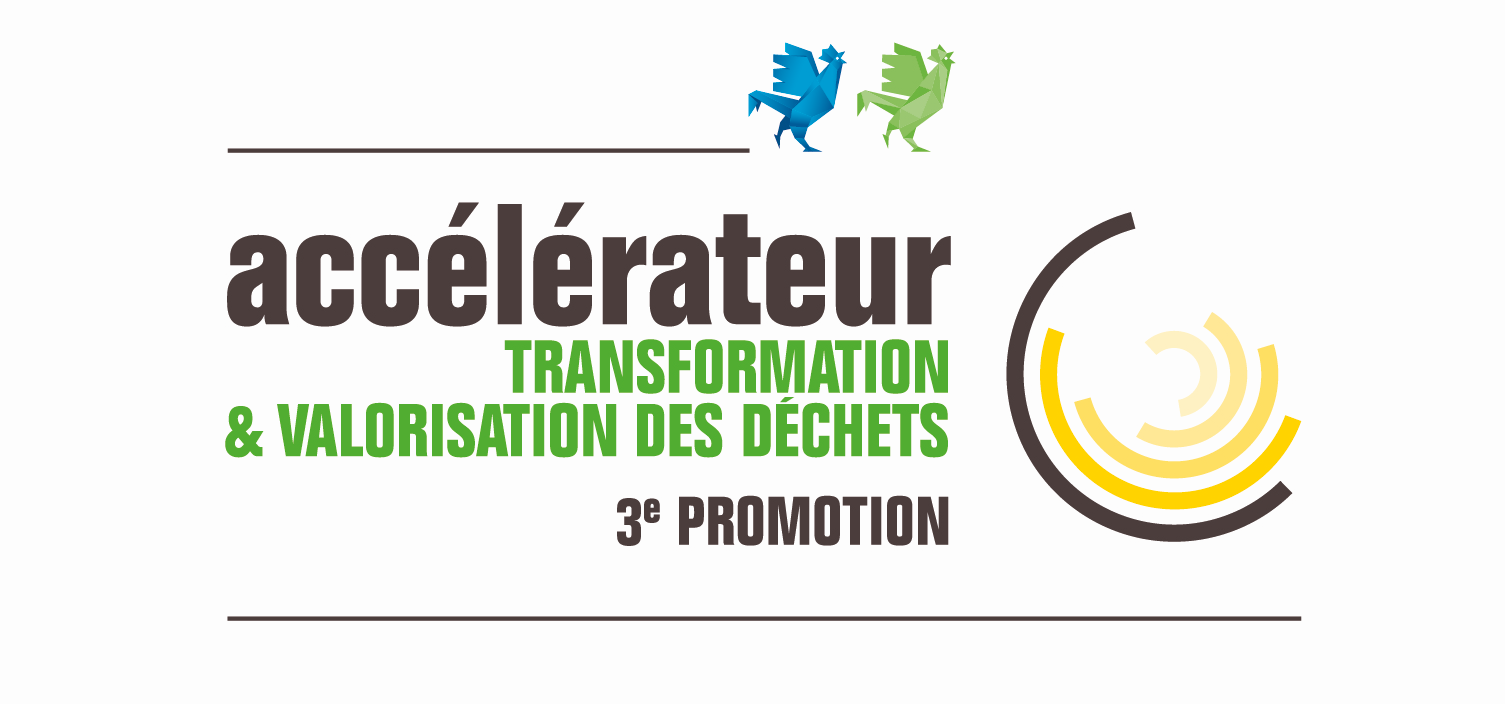 accélérateur
TRANSFORMATION
& VALORISATION DES DÉCHETS
3e PROMOTION